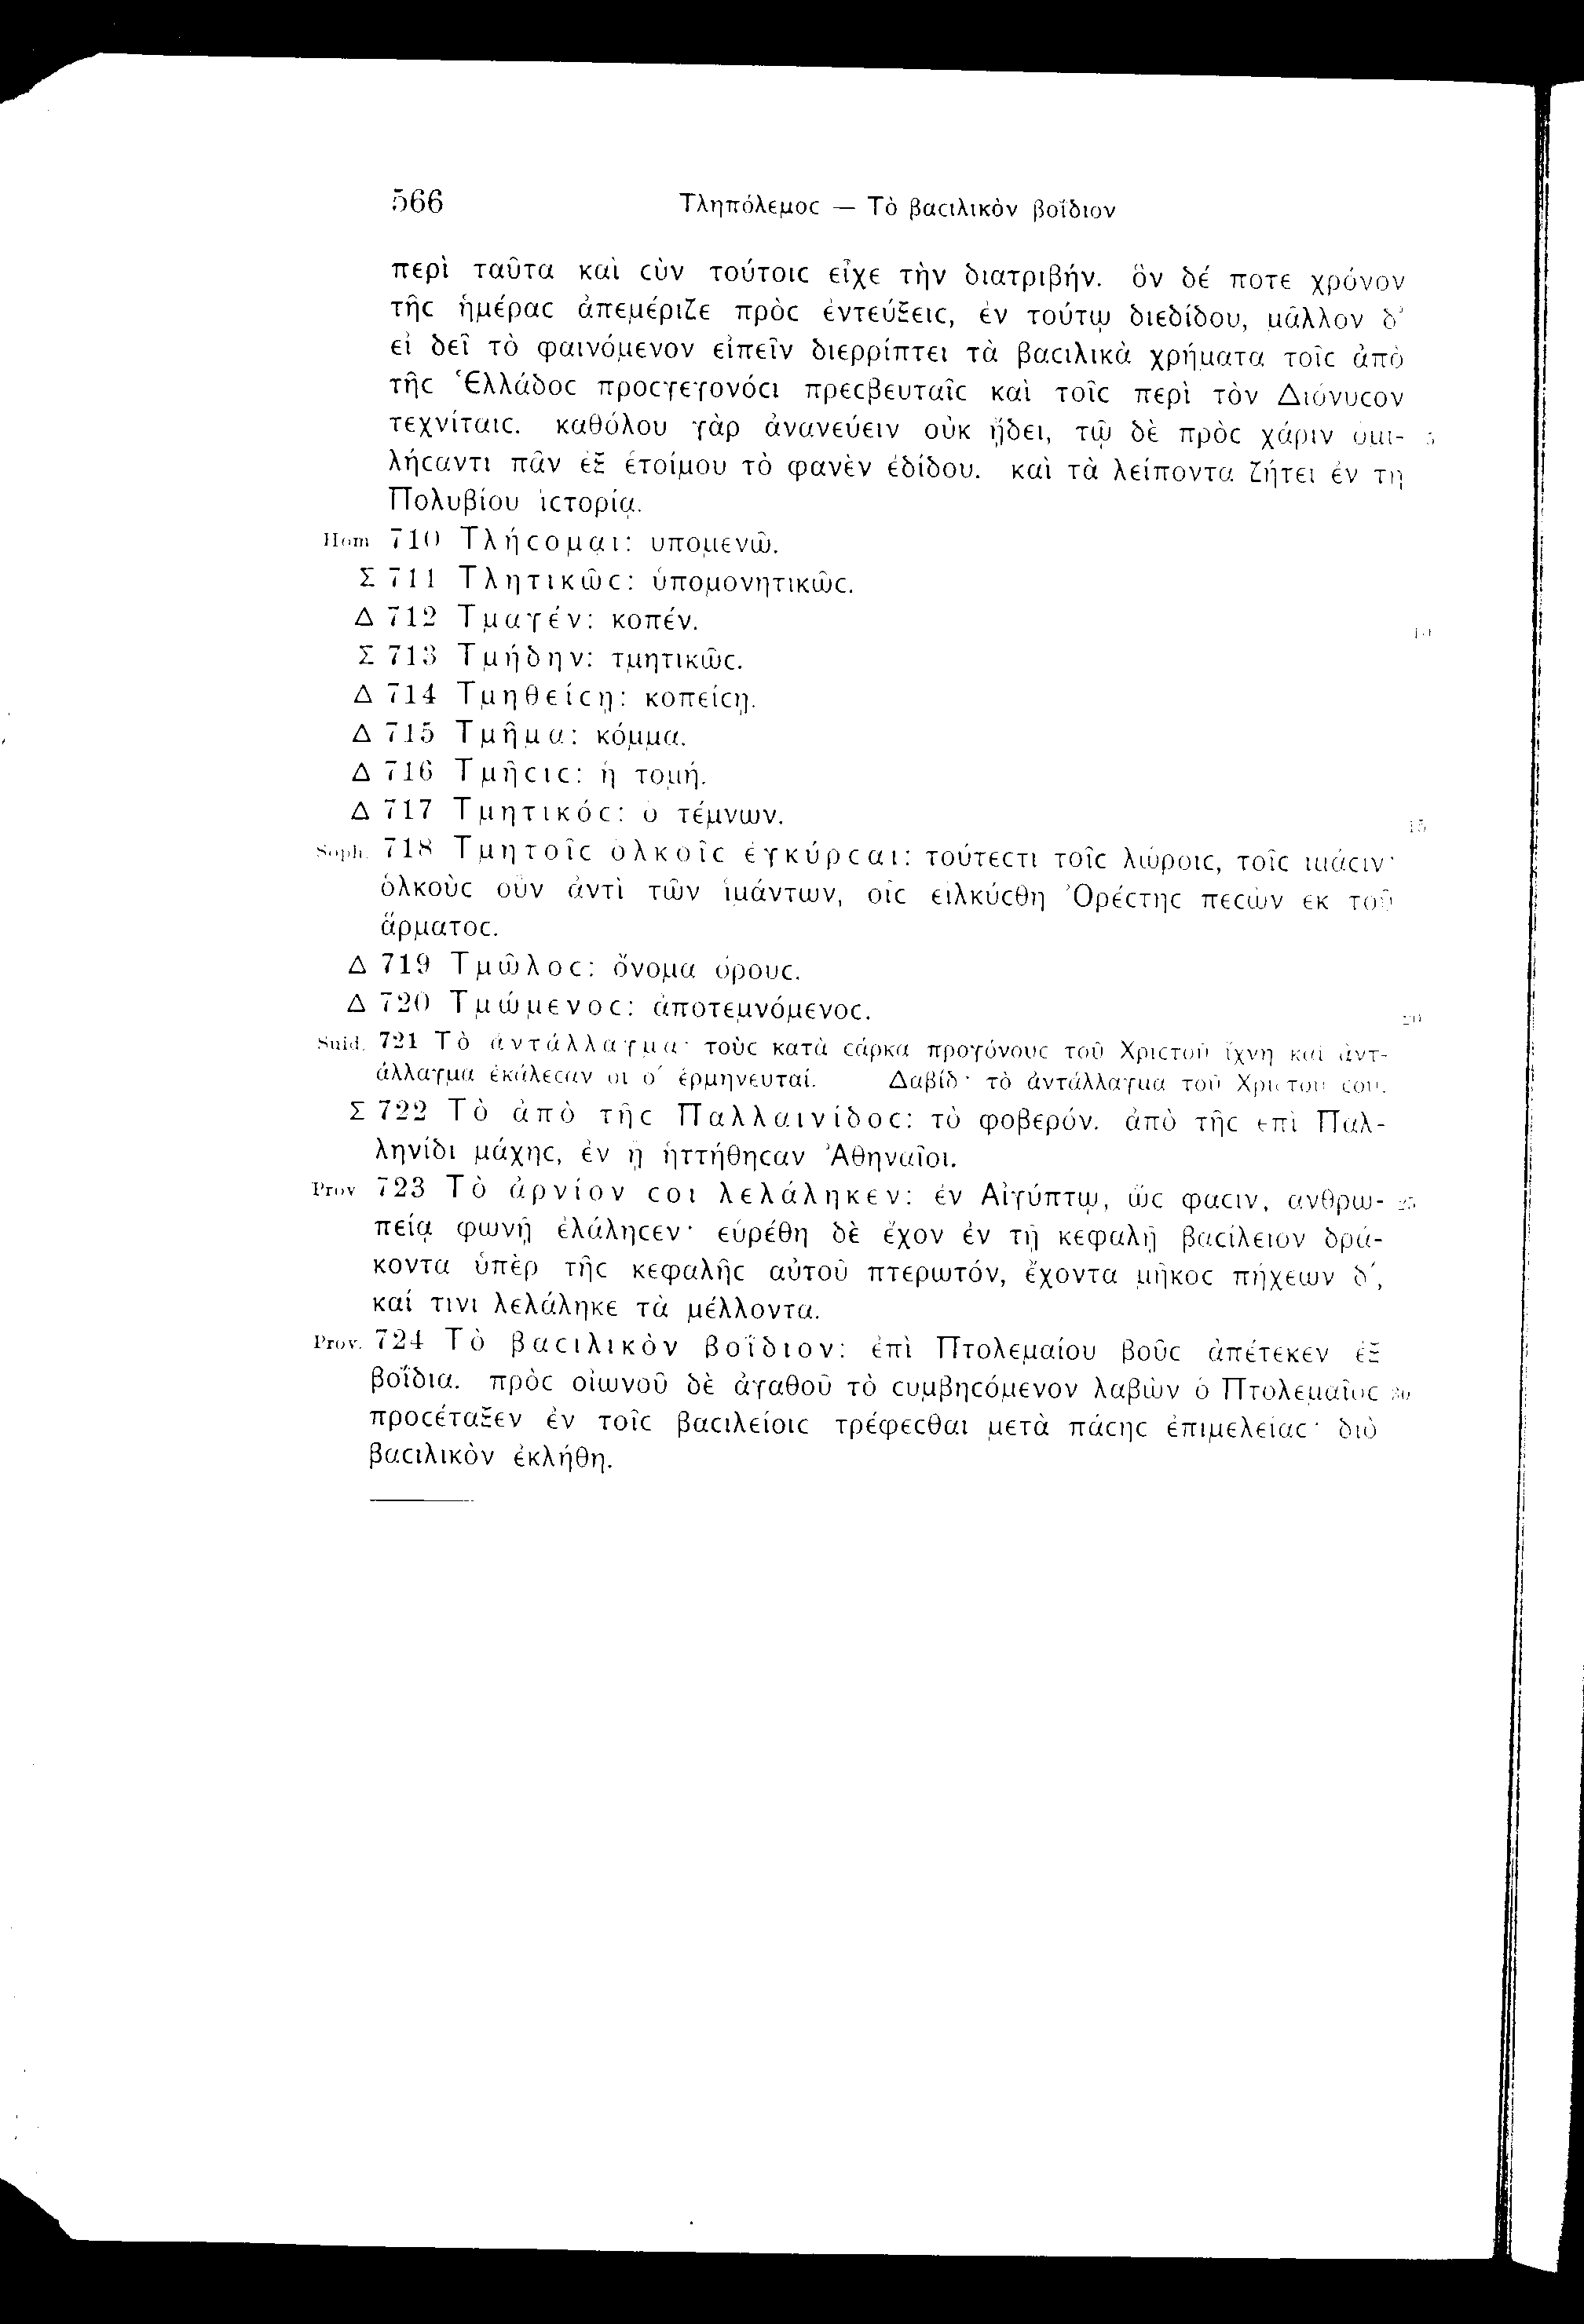 566 Τληπόλεμοϲ — Τὸ βαϲιλικὸν βοΐδιον
περὶ ταῦτα καὶ ϲὺν τούτοιϲ εἶχε τὴν διατριβήν. ὃν δέ ποτε χρόνον
τῆϲ ἡμέραϲ ἀπεμέριζε πρὸϲ ἐντεύξειϲ, ἐν τούτῳ διεδίδου, μᾶλλον δ'
εἰ δεῖ τὸ φαινόμενον εἰπεῖν διερρίπτει τὰ βαϲιλικὰ χρήματα τοῖϲ ἀπὸ
τῆϲ Ἑλλάδοϲ προϲγεγονόϲι πρεϲβευταῖϲ καὶ τοῖϲ περὶ τὸν Διόνυϲον
τεχνίταιϲ. καθόλου γὰρ ἀνανεύειν οὐκ ᾔδει, τῷ δὲ πρὸϲ χάριν ὁμι- 5
λήϲαντι πᾶν ἐξ ἑτοίμου τὸ φανὲν ἐδίδου. καὶ τὰ λείποντα ζήτει ἐν τῇ
Πολυβίου ἱϲτορίᾳ.
Hom 710 Τλήϲομαι: ὑπομενῶ.
Σ 711 Τλητικῶϲ: ὑπομονητικῶϲ.
Δ 712 Τμαγέν: κοπέν. 10
Σ 713 Τμήδην: τμητικῶϲ.
Δ 714 Τμηθείϲῃ: κοπείϲῃ.
Δ 715 Τμῆμα: κόμμα.
Δ 716 Τμῆϲιϲ: ἡ τομή.
Δ 717 Τμητικόϲ: ὁ τέμνων. 15
Soph. 718 Τμητοῖϲ ὁλκοῖϲ ἐγκύρϲαι: τούτεϲτι τοῖϲ λώροιϲ, τοῖϲ ἱμάϲιν·
ὁλκοὺϲ οὖν ἀντὶ τῶν ἱμάντων, οἷϲ εἱλκύϲθη Ὀρέϲτηϲ πεϲὼν ἐκ τοῦ
ἅρματοϲ.
Δ 719 Τμῶλοϲ: ὄνομα ὄρουϲ.
Δ 720 Τμώμενοϲ: ἀποτεμνόμενοϲ. 20
Suid. 721 Τὸ ἀντάλλαγμα· τοὺϲ κατὰ ϲάρκα προγόνουϲ τοῦ Χριϲτοῦ ἴχνη καὶ ἀντ-
άλλαγμα ἐκάλεϲαν οἱ ο´ ἑρμηνευταί. Δαβίδ· τὸ ἀντάλλαγμα τοῦ Χριϲτοῦ ϲου.
Σ 722 Τὸ ἀπὸ τῆϲ Παλλαινίδοϲ: τὸ φοβερόν. ἀπὸ τῆϲ ἐπὶ Παλ-
ληνίδι μάχηϲ, ἐν ᾗ ἡττήθηϲαν Ἀθηναῖοι.
Prov 723 Τὸ ἀρνίον ϲοι λελάληκεν: ἐν Αἰγύπτῳ, ὥϲ φαϲιν, ἀνθρω- 25
πείᾳ φωνῇ ἐλάληϲεν· εὑρέθη δὲ ἔχον ἐν τῇ κεφαλῇ βαϲίλειον δρά-
κοντα ὑπὲρ τῆϲ κεφαλῆϲ αὐτοῦ πτερωτόν, ἔχοντα μῆκοϲ πήχεων δ´,
καί τινι λελάληκε τὰ μέλλοντα.
Prov. 724 Τὸ βαϲιλικὸν βοΐδιον: ἐπὶ Πτολεμαίου βοῦϲ ἀπέτεκεν ἓξ
βοΐδια. πρὸϲ οἰωνοῦ δὲ ἀγαθοῦ τὸ ϲυμβηϲόμενον λαβὼν ὁ Πτολεμαῖοϲ 30
προϲέταξεν ἐν τοῖϲ βαϲιλείοιϲ τρέφεϲθαι μετὰ πάϲηϲ ἐπιμελείαϲ· διὸ
βαϲιλικὸν ἐκλήθη.